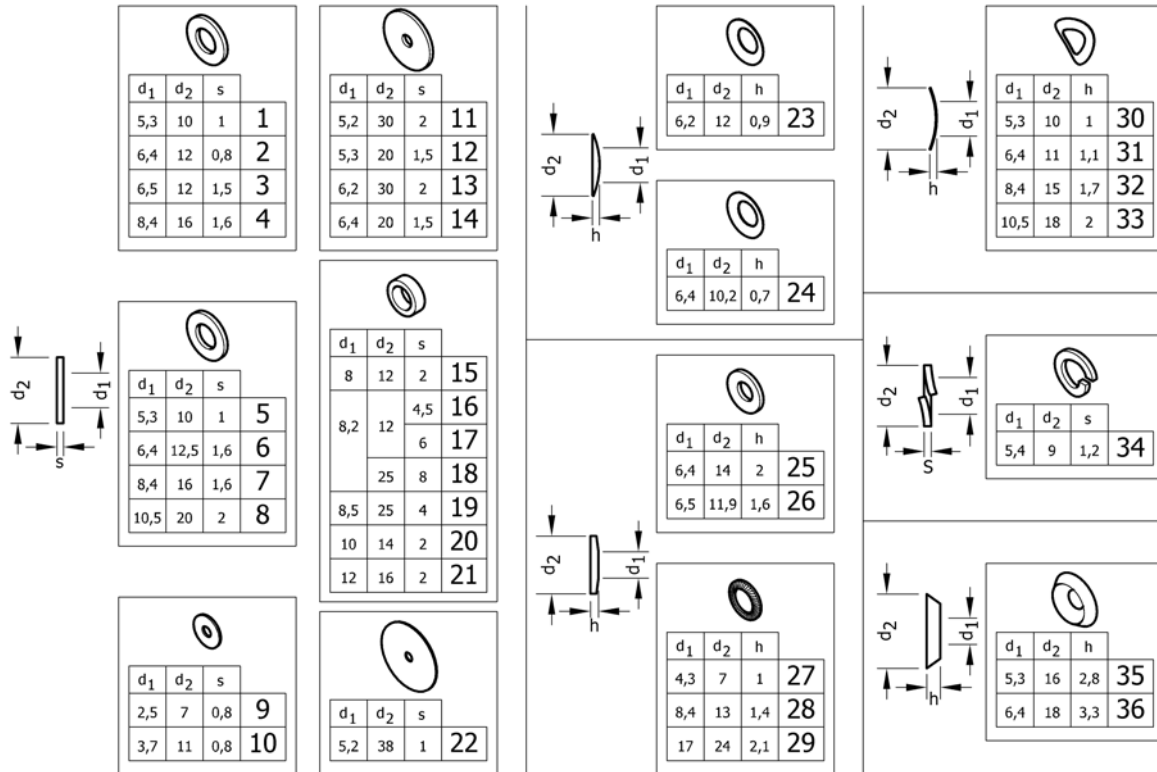 d2
d1
s
d1 d2 s
5,3 10 1 1
6,4 12 0,8 2
6,5 12 1,5 3
8,4 16 1,6 4
d1 d2 s
5,3 10 1 5
6,4 12,5 1,6 6
8,4 16 1,6 7
10,5 20 2 8
d1 d2 s
2,5 7 0,8 9
3,7 11 0,8 10
d1 d2 s
5,2 30 2 11
5,3 20 1,5 12
6,2 30 2 13
6,4 20 1,5 14
d1 d2 s
8 12 2 15
8,2 12 4,5 16
6 17
25 8 18
8,5 25 4 19
10 14 2 20
12 16 2 21
d1 d2 s
5,2 38 1 22
d2
d1
h
d1 d2 h
6,2 12 0,9 23
d1 d2 h
6,4 10,2 0,7 24
d2
d1
h
d1 d2 h
6,4 14 2 25
6,5 11,9 1,6 26
d1 d2 h
4,3 7 1 27
8,4 13 1,4 28
17 24 2,1 29
d2
d1
h
d1 d2 h
5,3 10 1 30
6,4 11 1,1 31
8,4 15 1,7 32
10,5 18 2 33
d2
d1
S
d1 d2 s
5,4 9 1,2 34
d2
d1
h
d1 d2 h
5,3 16 2,8 35
6,4 18 3,3 36